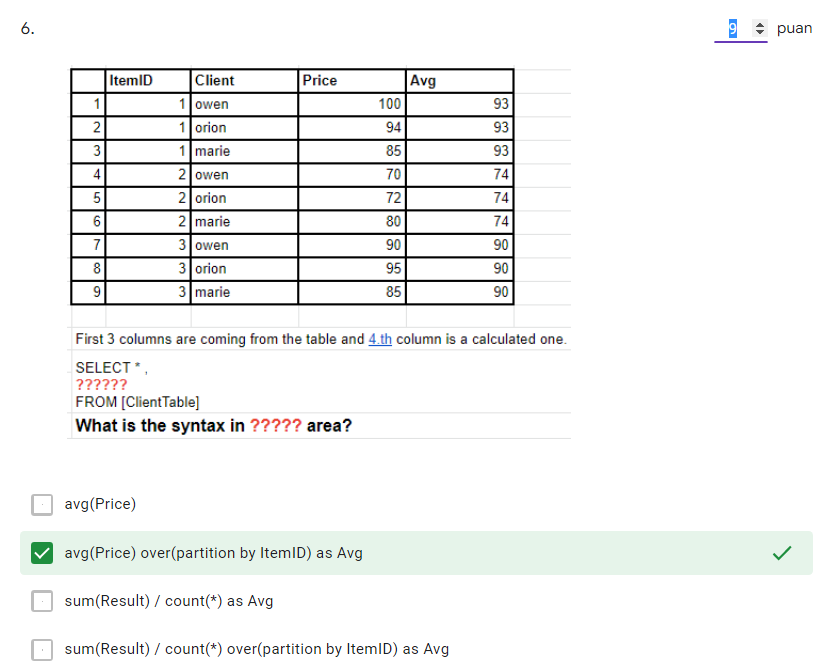 6.
9 puan
ItemID Client Price Avg
1 1 owen 100 93
2 1 orion 94 93
3 1 marie 85 93
4 2 owen 70 74
5 2 orion 72 74
6 2 marie 80 74
7 3 owen 90 90
8 3 orion 95 90
9 3 marie 85 90
First 3 columns are coming from the table and 4.th column is a calculated one.
SELECT * ,
??????
FROM [ClientTable]
What is the syntax in ????? area?
avg(Price)
avg(Price) over(partition by ItemID) as Avg
sum(Result) / count(*) as Avg
sum(Result) / count(*) over(partition by ItemID) as Avg